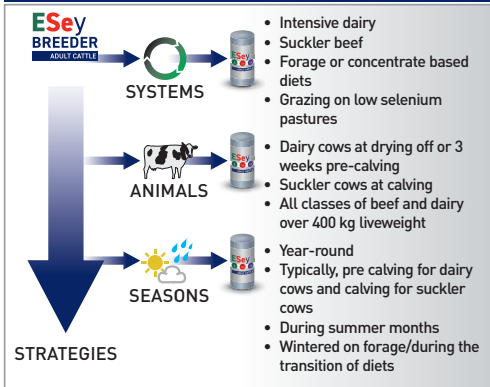 ESey
BREEDER
ADULT CATTLE
SYSTEMS
ESey
• Intensive dairy
• Suckler beef
• Forage or concentrate based
diets
• Grazing on low selenium
pastures
ANIMALS
ESey
• Dairy cows at drying off or 3
weeks pre-calving
• Suckler cows at calving
• All classes of beef and dairy
over 400 kg liveweight
SEASONS
ESey
• Year-round
• Typically, pre calving for dairy
cows and calving for suckler
cows
• During summer months
• Wintered on forage/during the
transition of diets
STRATEGIES